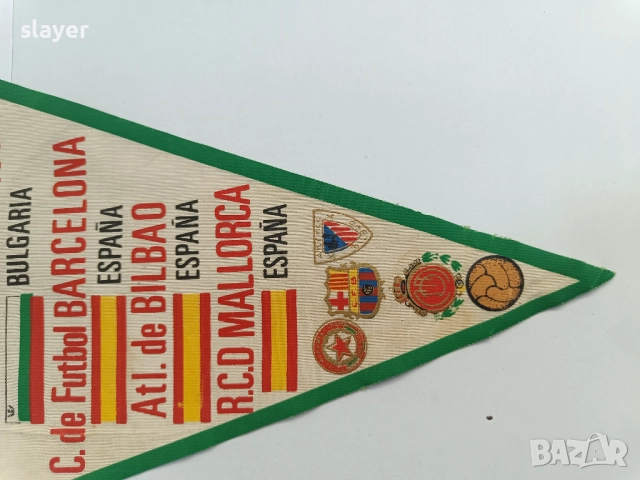 slayer
BULGARIA
C. de Futbol BARCELONA
ESPAÑA
Atl. de BILBAO
ESPAÑA
R.C.D MALLORCA
ESPAÑA
BAZAR